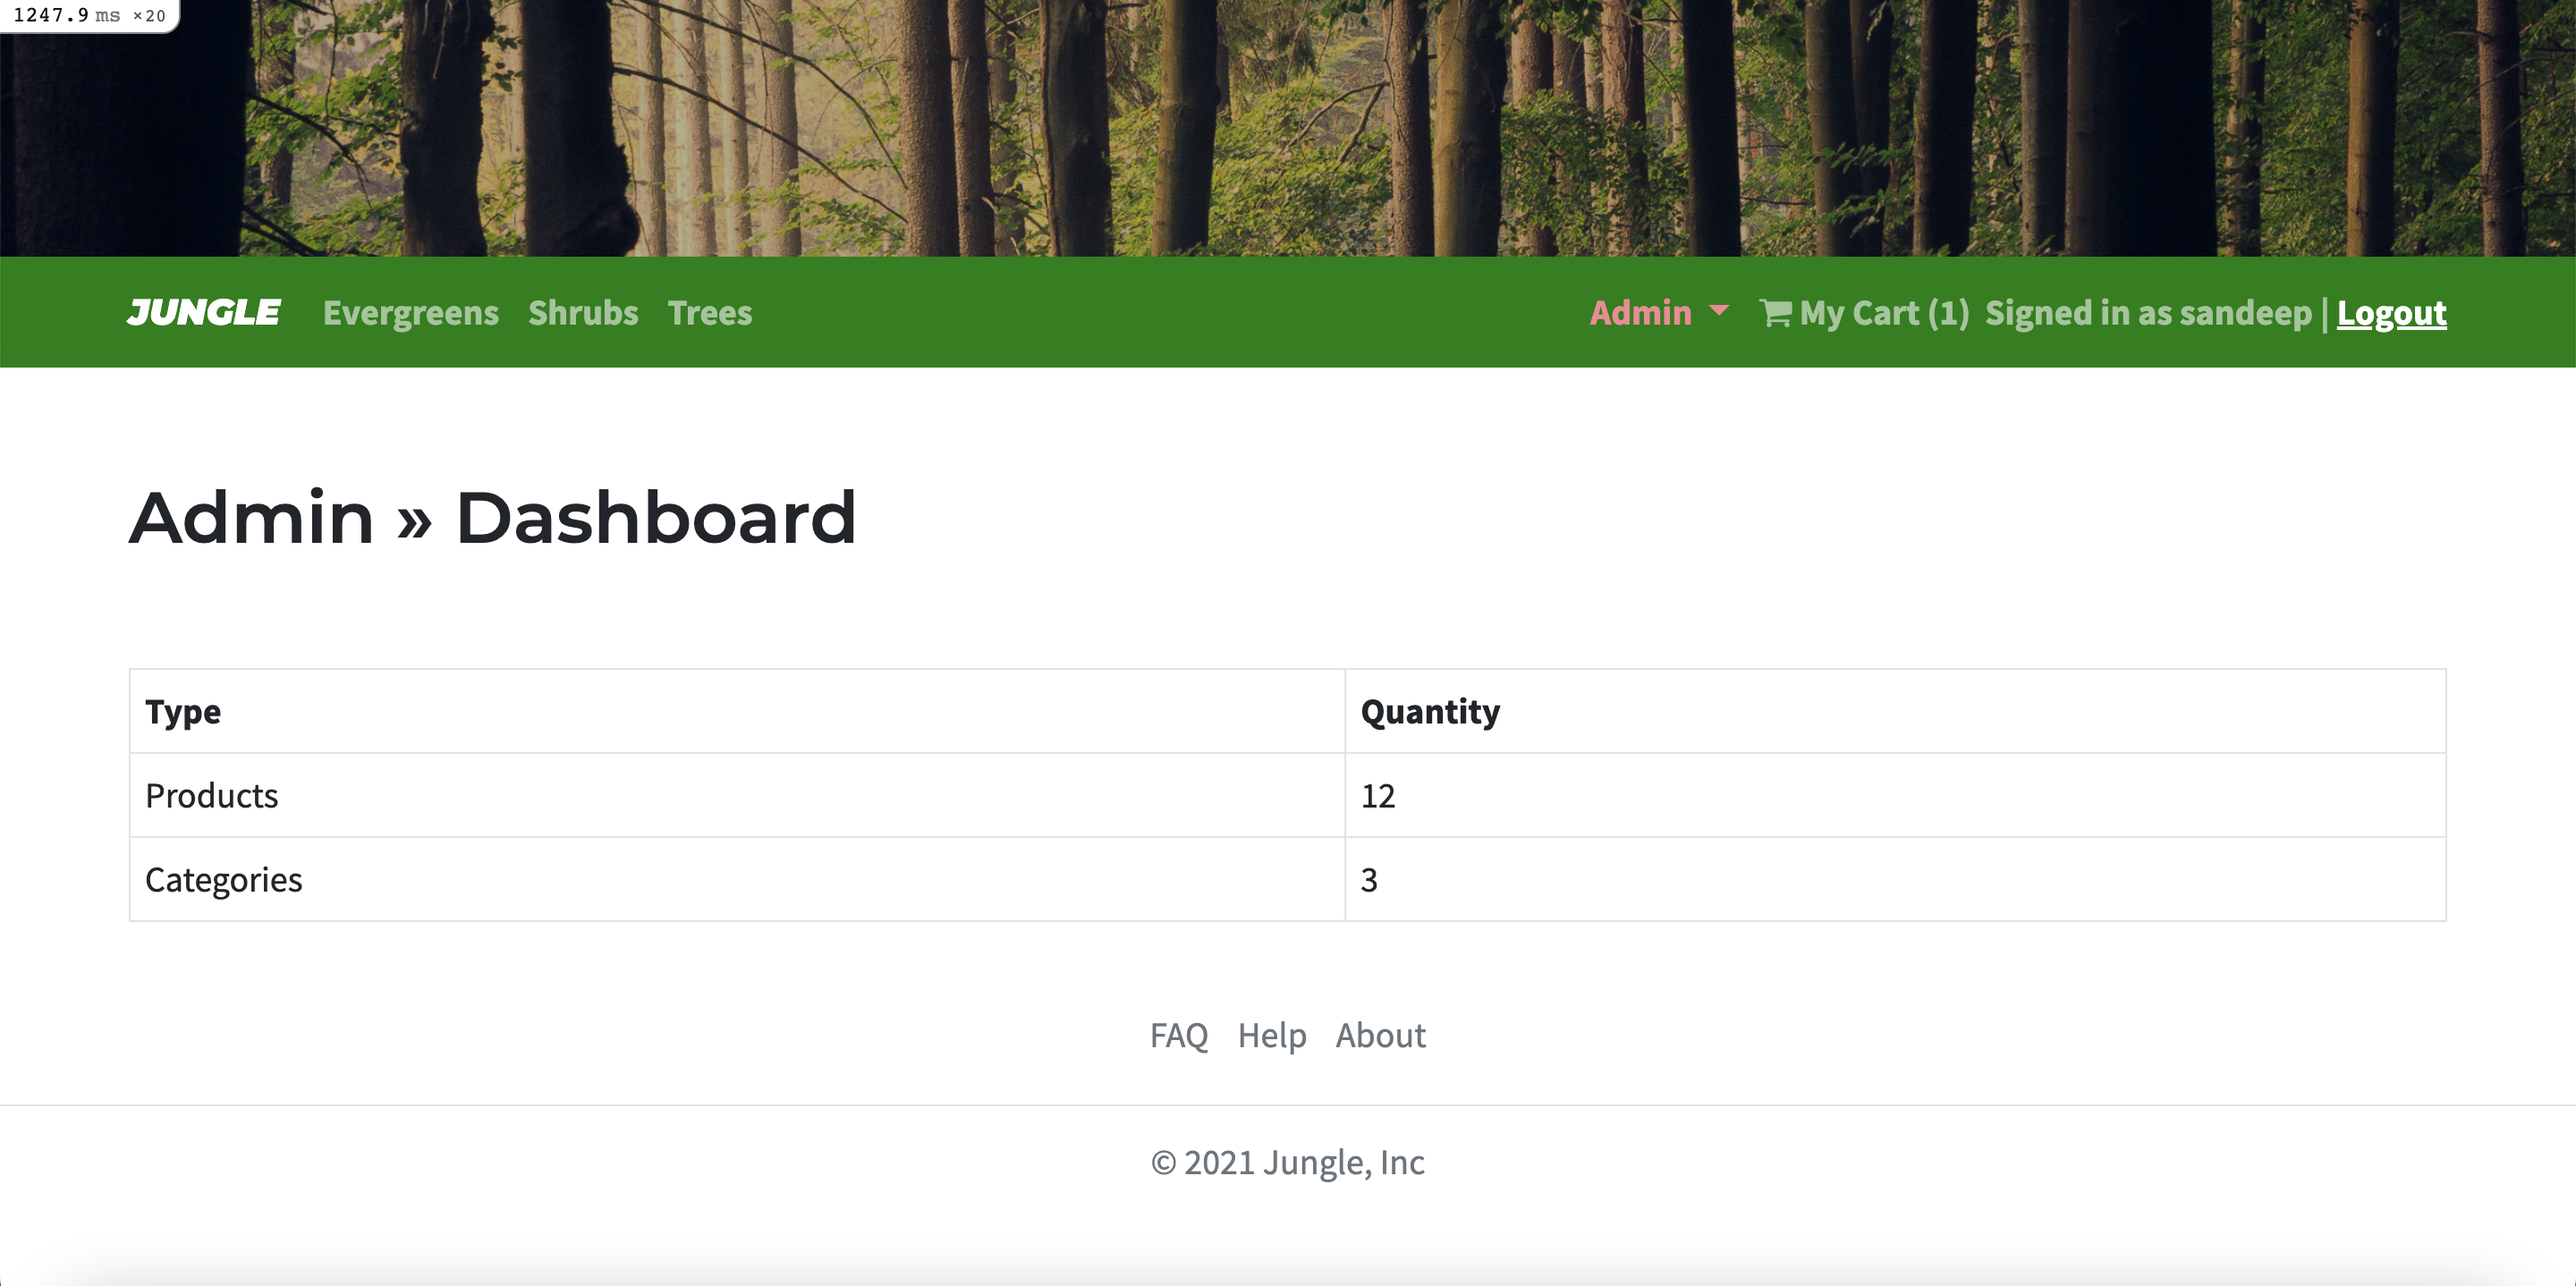 1247.9 ms ×20
JUNGLE Evergreens Shrubs Trees Admin My Cart (1) Signed in as sandeep | Logout
Admin » Dashboard
Type Quantity
Products 12
Categories 3
FAQ Help About
© 2021 Jungle, Inc